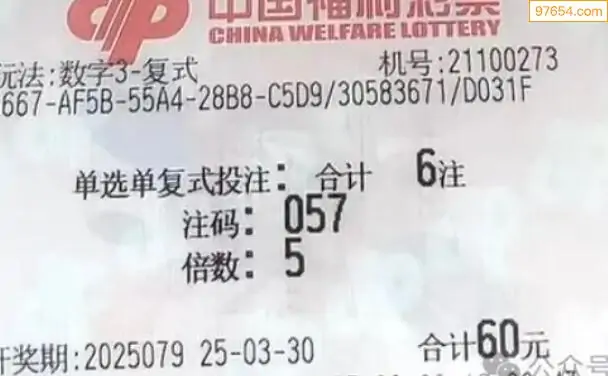 97654.com
中国福利彩票
CHINA WELFARE LOTTERY
玩法:数字3-复式 机号:21100273
667-AF5B-55A4-28B8-C5D9/30583671/D031F
单选单复式投注: 合计 6注
注码: 057
倍数: 5
开奖期:2025079 25-03-30 合计60元
公众号